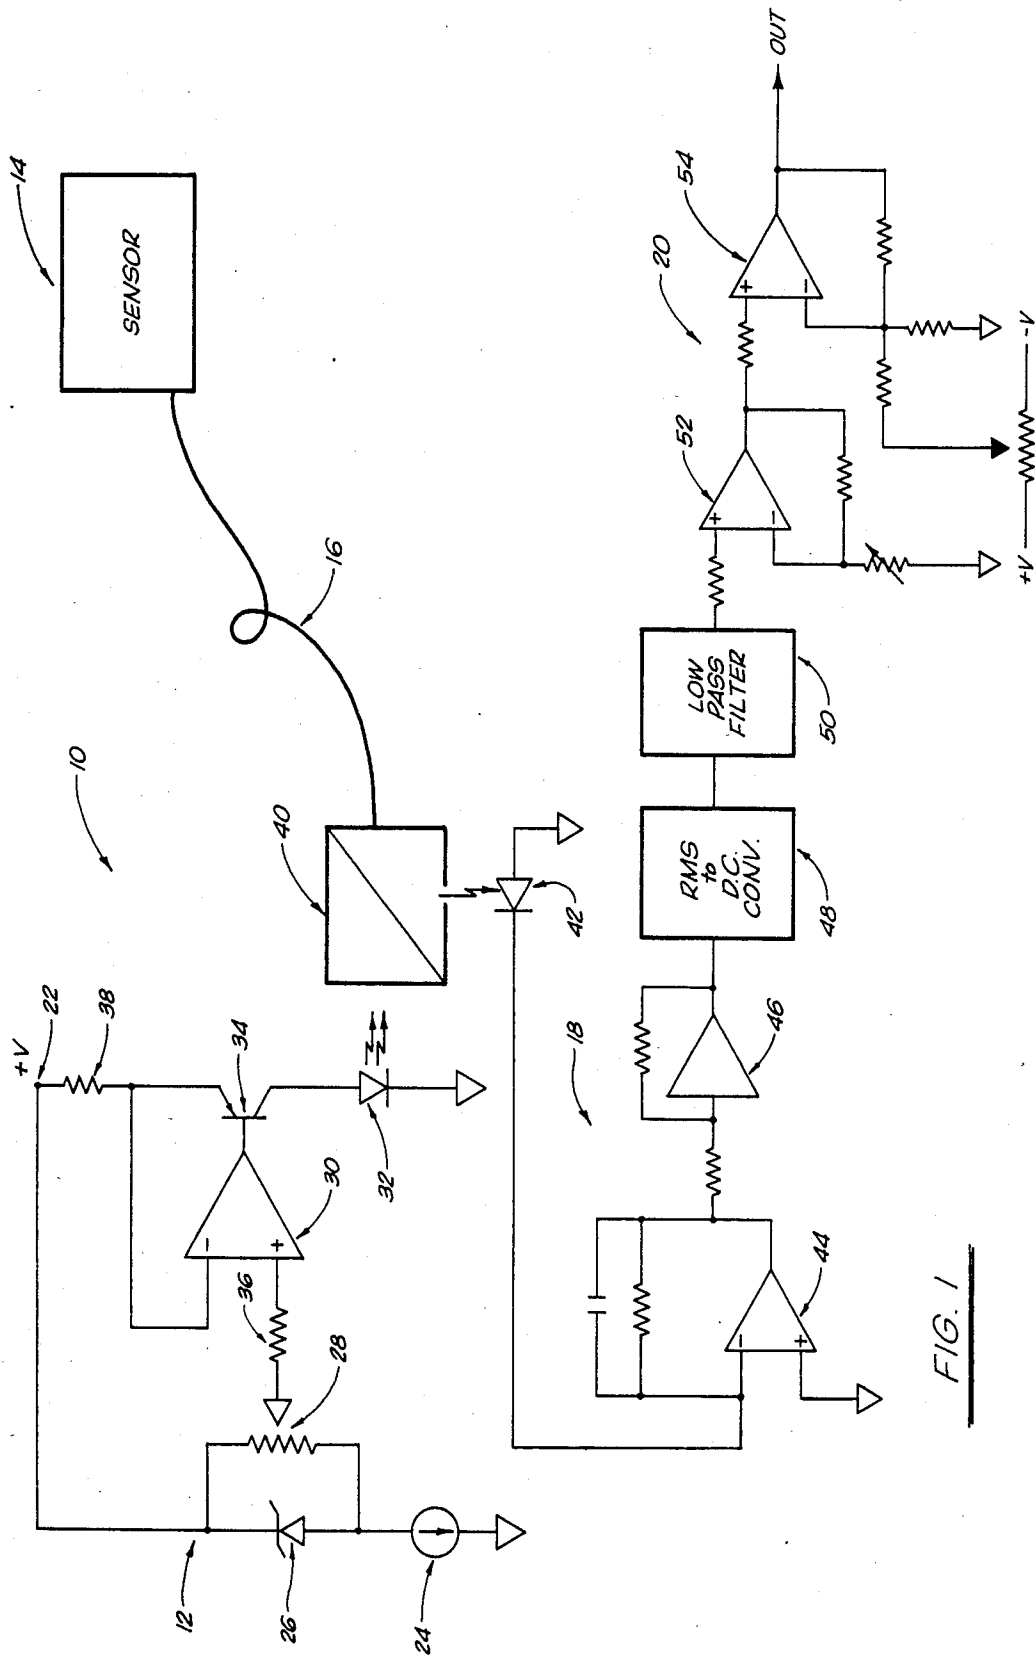 14
SENSOR
16
10
+V
22
38
40
34
32
30
36
28
12
26
24
42
18
20
OUT
54
+
−
52
+
−
LOW
PASS
FILTER
50
RMS
to
D.C.
CONV.
48
46
44
−
+
−
+
+V
-V
FIG. 1